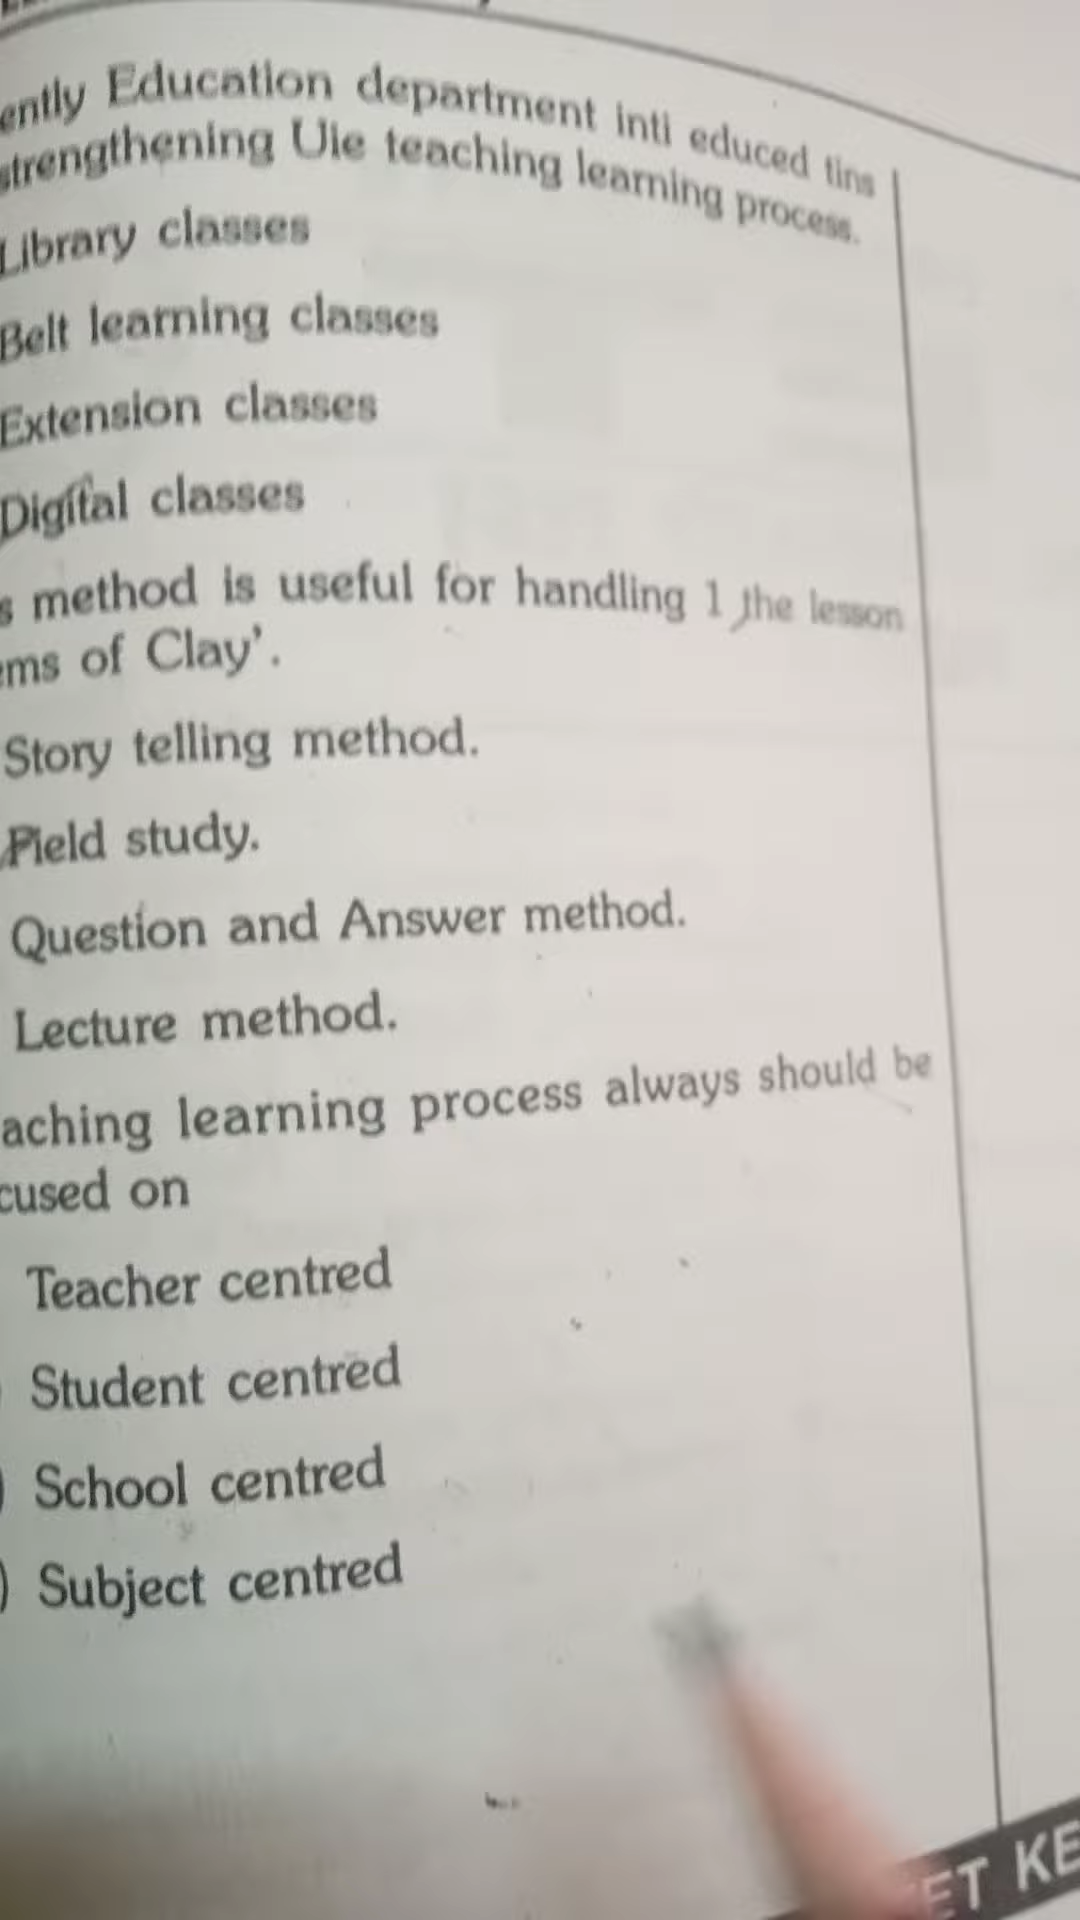 ently Education department inti educed tins
strengthening Uie teaching learning process.
Library classes
Belt learning classes
Extension classes
Digital classes
s method is useful for handling 1 the lesson
ms of Clay'.
Story telling method.
Field study.
Question and Answer method.
Lecture method.
aching learning process always should be
cused on
Teacher centred
Student centred
) School centred
) Subject centred
ET KE